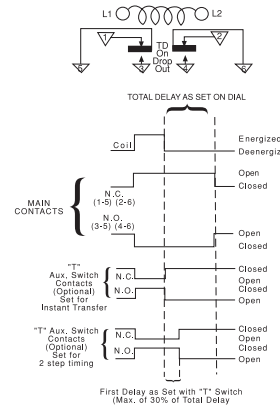 L1 L2
1 2
TD
On
Drop
Out
5 3 4 6
TOTAL DELAY AS SET ON DIAL
Coil
Energized
Deenergiz
MAIN
CONTACTS
N.C.
(1-5) (2-6)
Open
Closed
N.O.
(3-5) (4-6)
Open
Closed
"T"
Aux, Switch
Contacts
(Optional)
Set for
Instant Transfer
N.C.
N.O.
Closed
Open
Closed
Open
"T" Aux. Switch
Contacts
(Optional)
Set for
2 step timing
N.C.
N.O.
Closed
Open
Closed
Open
First Delay as Set with "T" Switch
(Max. of 30% of Total Delay